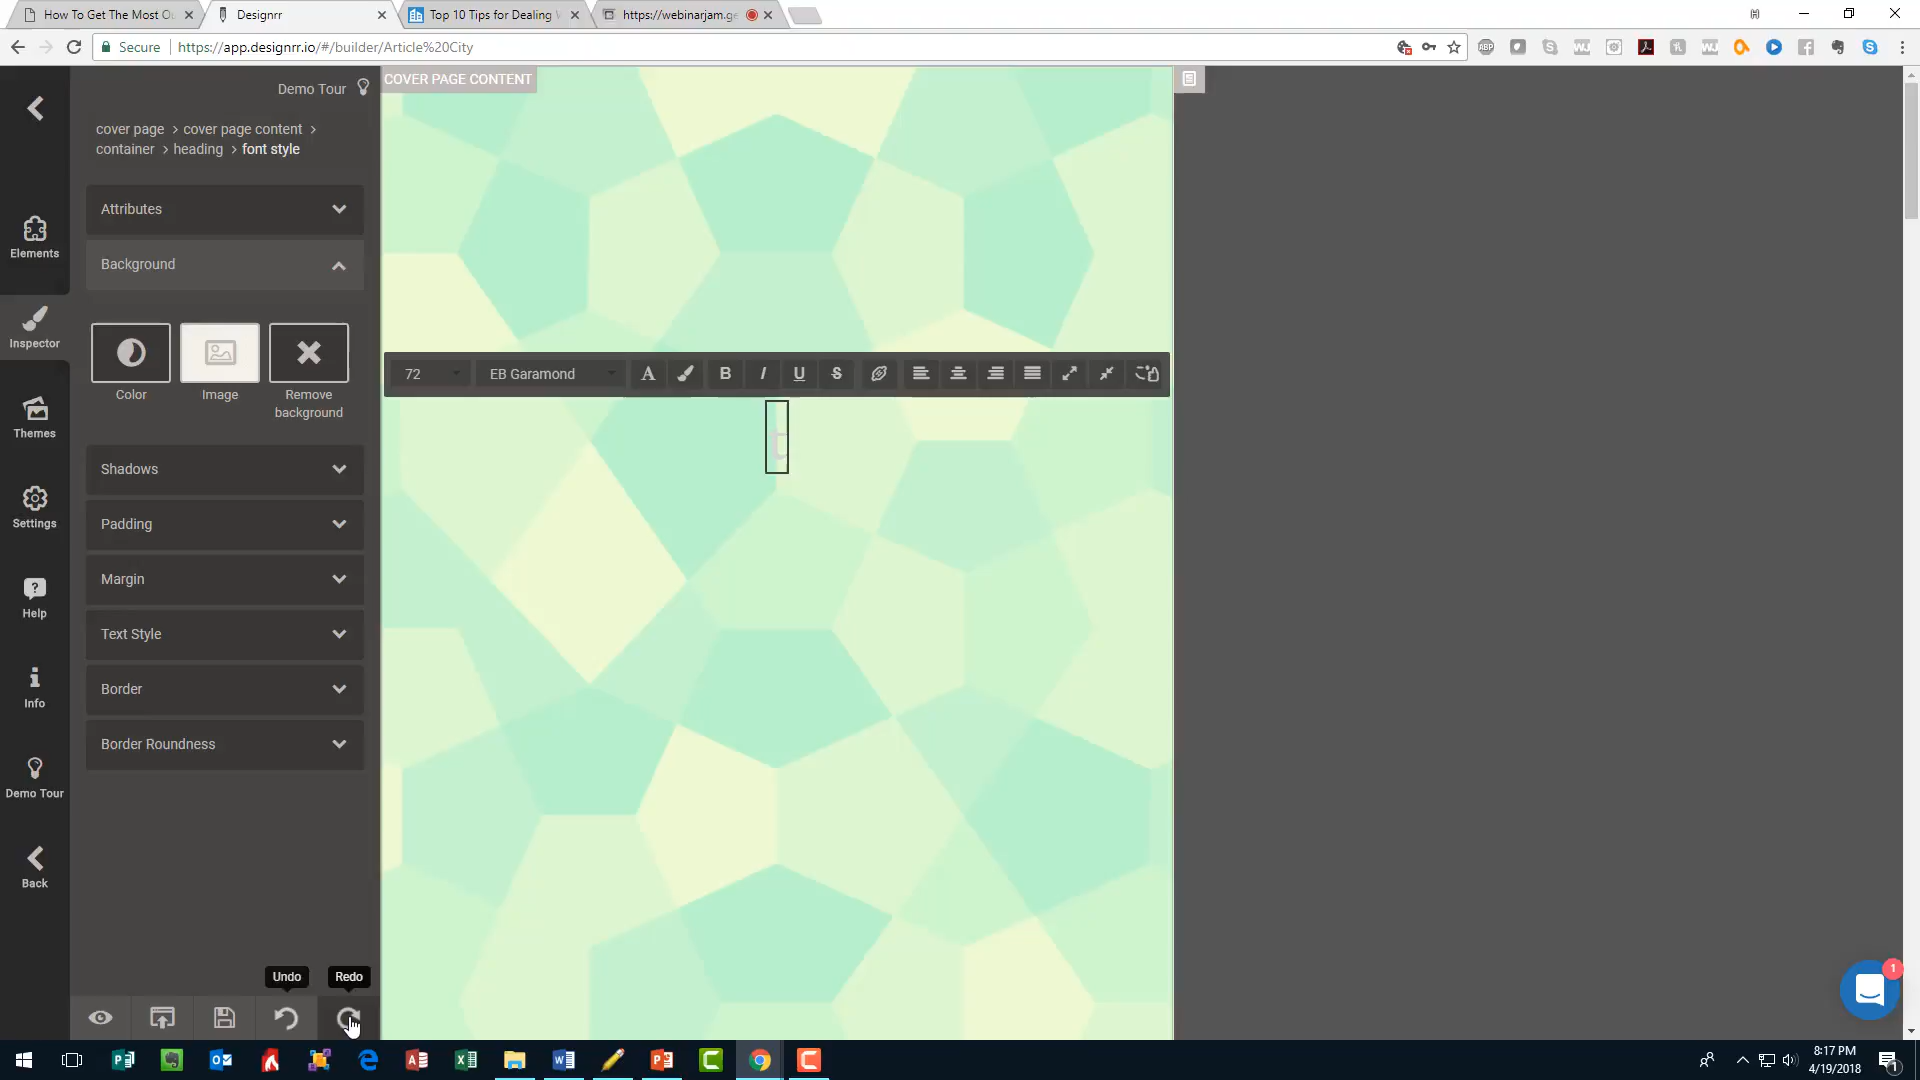 How To Get The Most O
Designrr
Top 10 Tips for Dealing
https://webinarjam.ge
Secure
https://app.designrr.io/#/builder/Article%20City
Demo Tour
cover page > cover page content >
container > heading > font style
COVER PAGE CONTENT
Attributes
Background
Color
Image
Remove
background
Shadows
Padding
Margin
Text Style
Border
Border Roundness
Elements
Inspector
Themes
Settings
Help
Info
Demo Tour
Back
72
EB Garamond
A
B
I
U
S
t
Undo
Redo
1
8:17 PM
4/19/2018
1